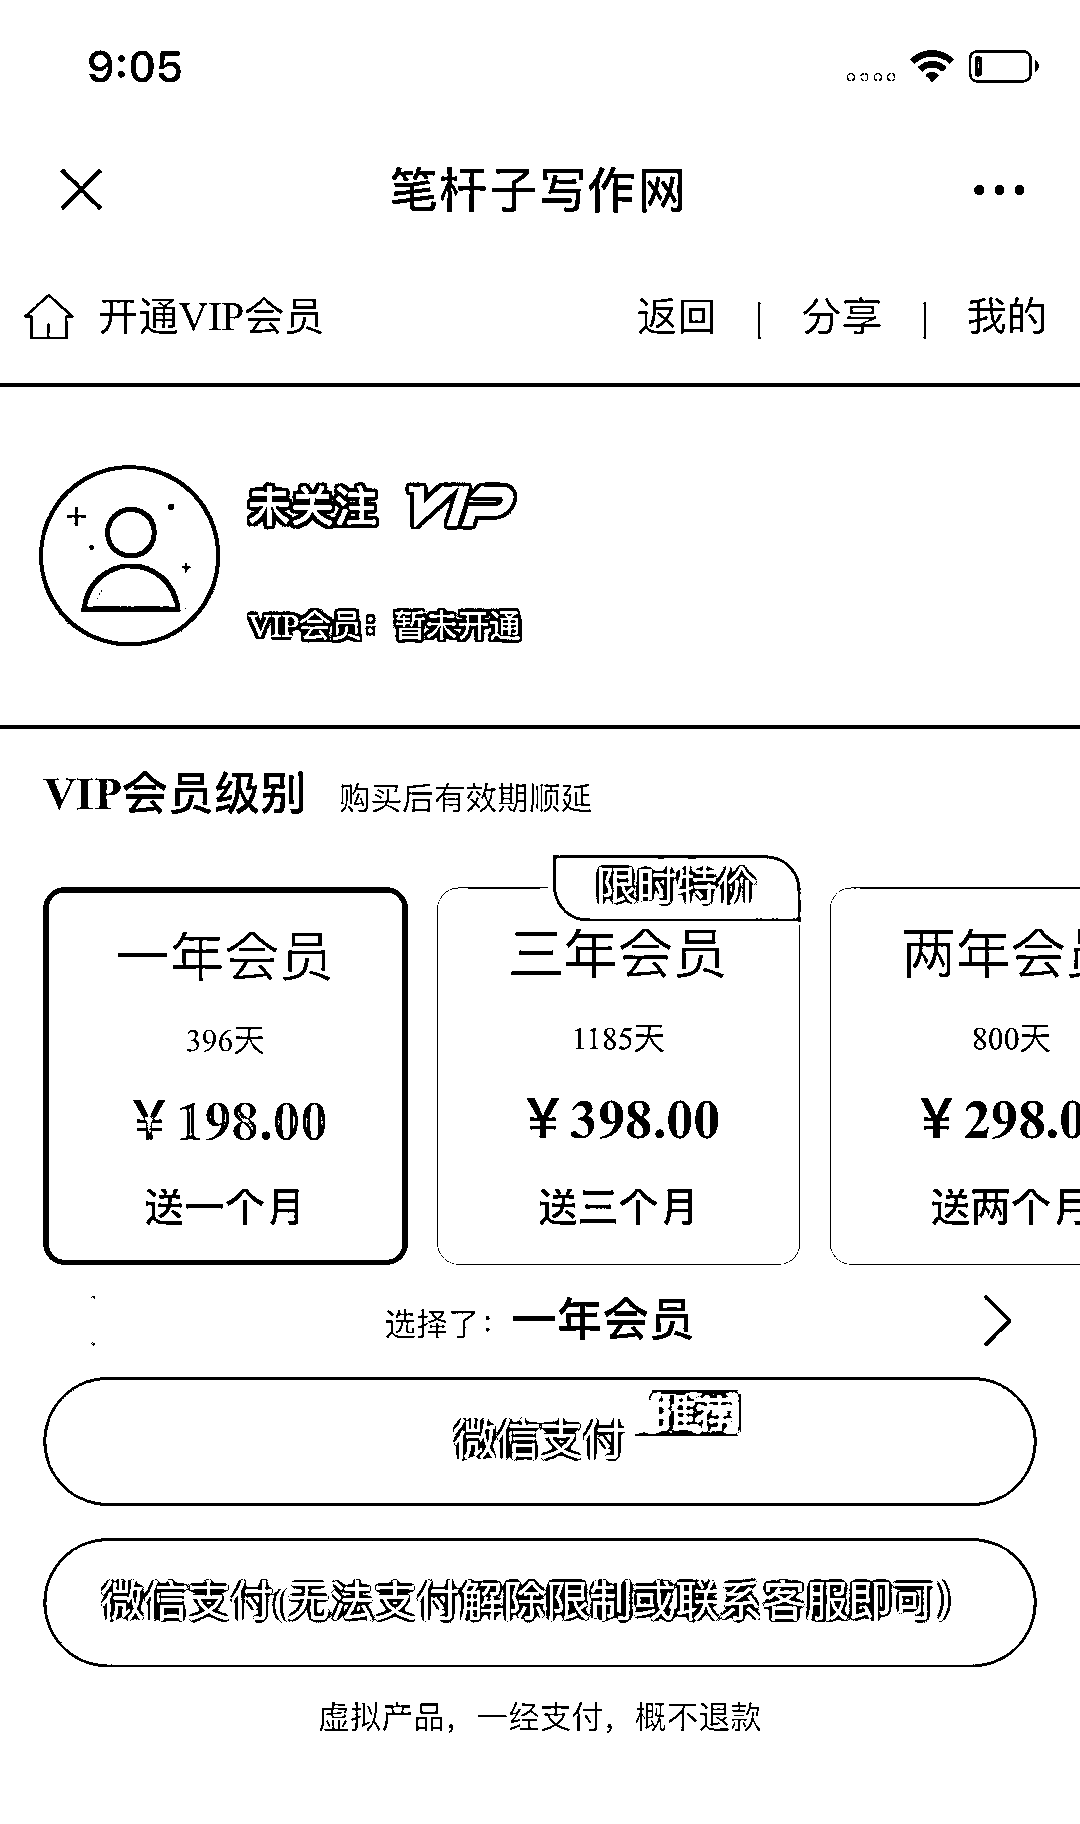 9:05
笔杆子写作网
开通VIP会员 返回 | 分享 | 我的
未关注 VIP
VIP会员：暂未开通
VIP会员级别 购买后有效期顺延
限时特价
一年会员 三年会员 两年会员
396天 1185天 800天
￥198.00 ￥398.00 ￥298.0
送一个月 送三个月 送两个月
选择了：一年会员
微信支付 推荐
微信支付(无法支付解除限制或联系客服即可)
虚拟产品，一经支付，概不退款